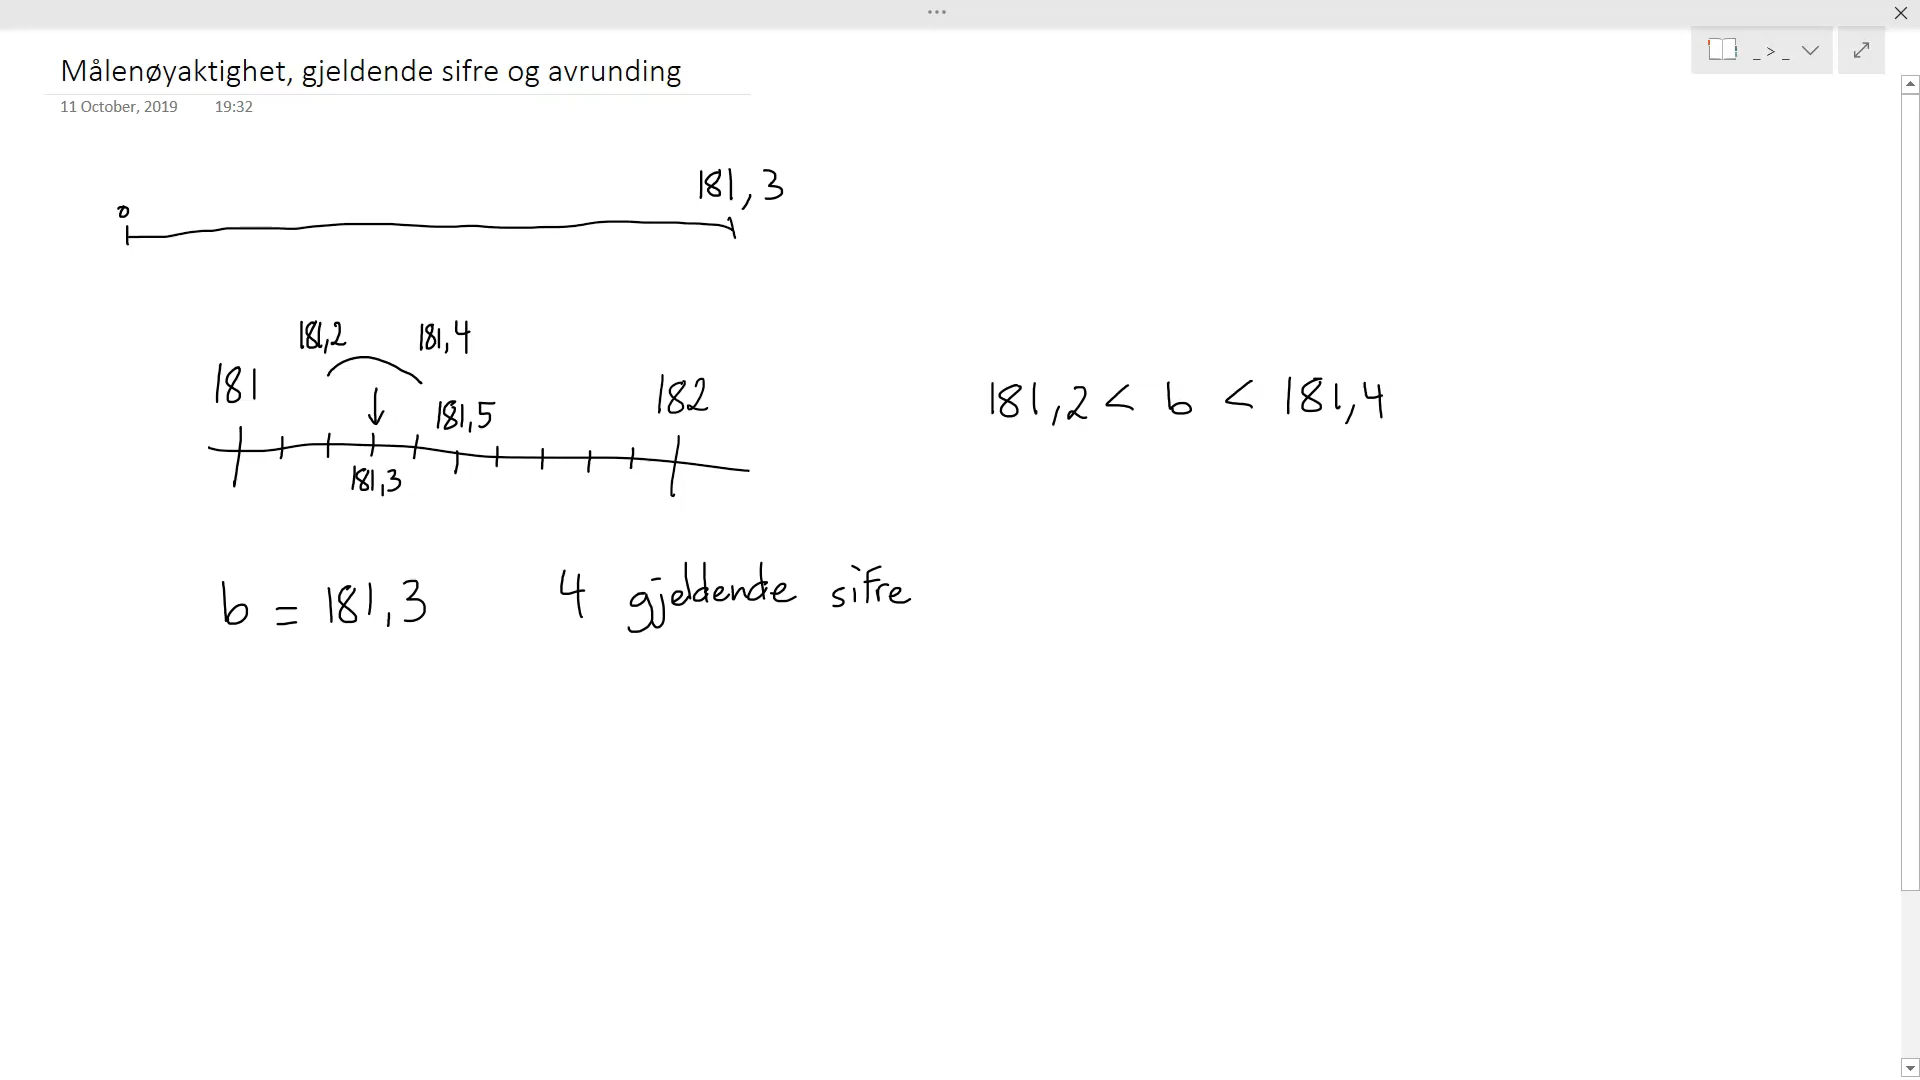 Målenøyaktighet, gjeldende sifre og avrunding
11 October, 2019 19:32
181,3
0
181,2 181,4
181 182
181,5
181,2 < b < 181,4
181,3
b = 181,3 4 gjeldende sifre